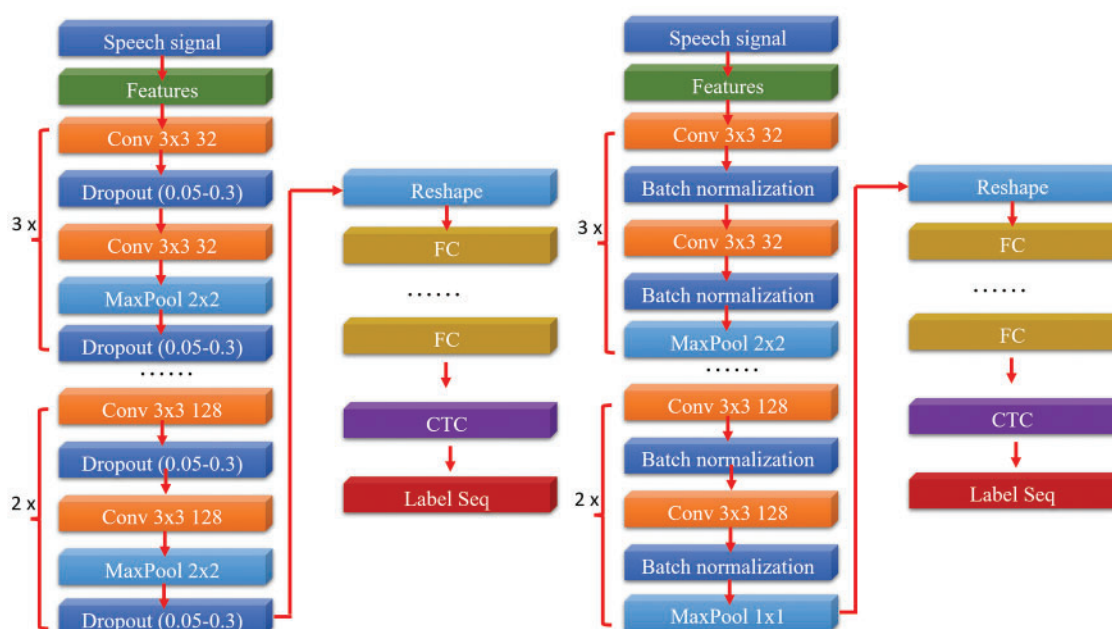 Speech signal
Features
Conv 3x3 32
Dropout (0.05-0.3)
3 x
Conv 3x3 32
MaxPool 2x2
Dropout (0.05-0.3)
......
Conv 3x3 128
Dropout (0.05-0.3)
2 x
Conv 3x3 128
MaxPool 2x2
Dropout (0.05-0.3)
Reshape
FC
......
FC
CTC
Label Seq
Speech signal
Features
Conv 3x3 32
Batch normalization
3 x
Conv 3x3 32
Batch normalization
MaxPool 2x2
......
Conv 3x3 128
Batch normalization
2 x
Conv 3x3 128
Batch normalization
MaxPool 1x1
Reshape
FC
......
FC
CTC
Label Seq